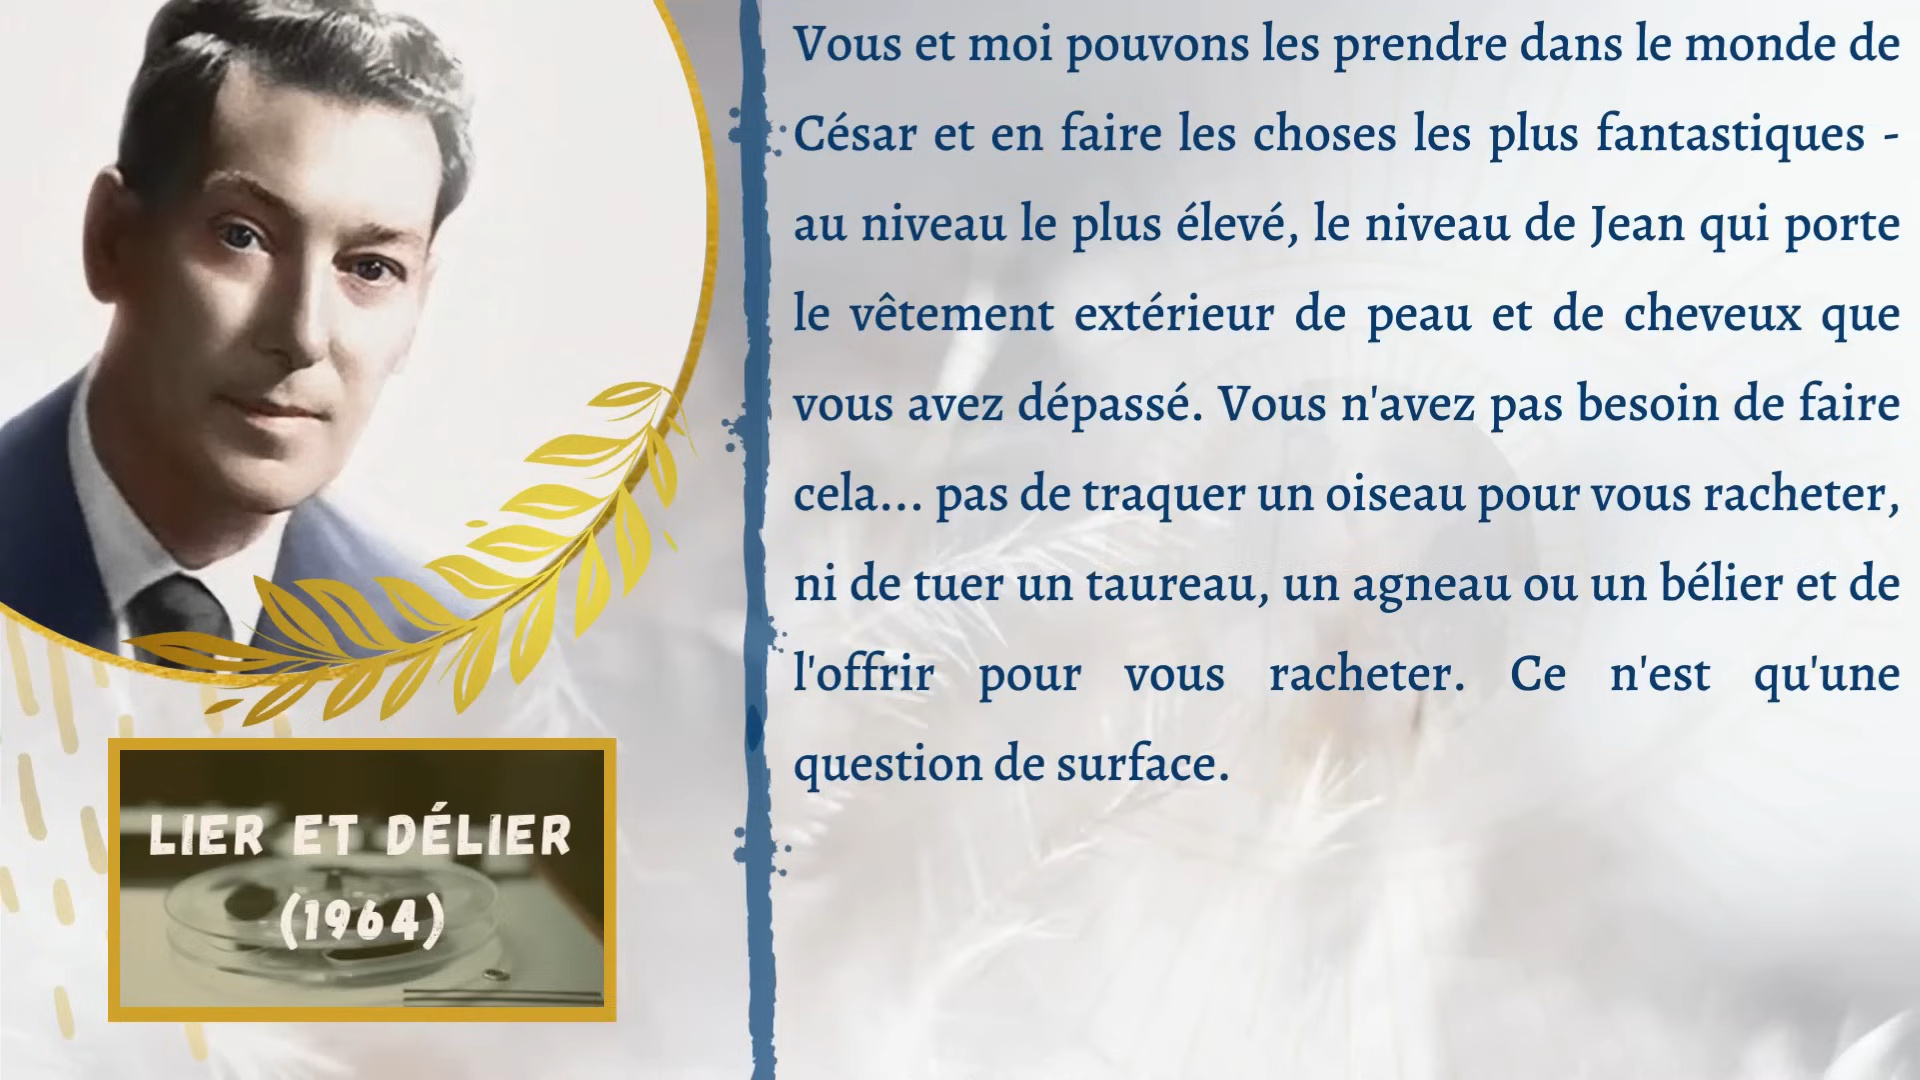 Vous et moi pouvons les prendre dans le monde de
César et en faire les choses les plus fantastiques -
au niveau le plus élevé, le niveau de Jean qui porte
le vêtement extérieur de peau et de cheveux que
vous avez dépassé. Vous n'avez pas besoin de faire
cela... pas de traquer un oiseau pour vous racheter,
ni de tuer un taureau, un agneau ou un bélier et de
l'offrir pour vous racheter. Ce n'est qu'une
question de surface.
LIER ET DÉLIER
(1964)